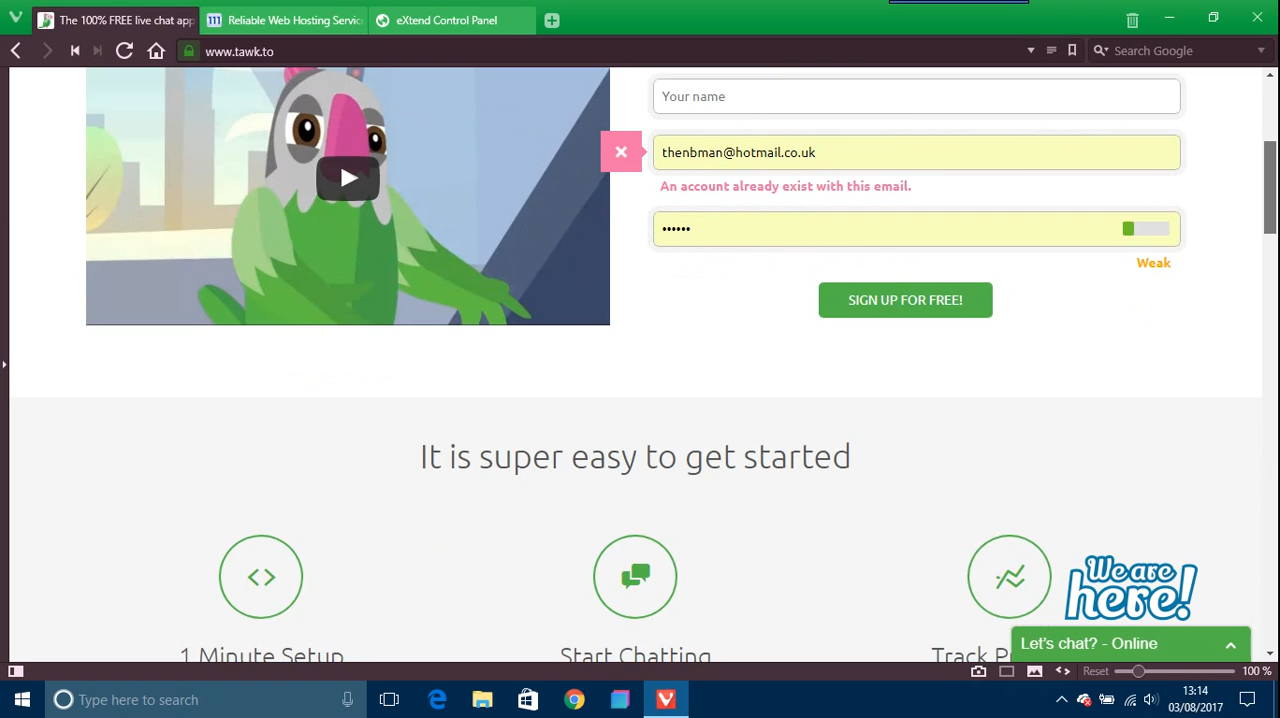 The 100% FREE live chat app
111 Reliable Web Hosting Servic
eXtend Control Panel
www.tawk.to
Search Google
Your name
thenbman@hotmail.co.uk
An account already exist with this email.
••••••
Weak
SIGN UP FOR FREE!
It is super easy to get started
We are
here!
1 Minute Setup
Start Chatting
Let's chat? - Online
Reset
100 %
Type here to search
13:14
03/08/2017